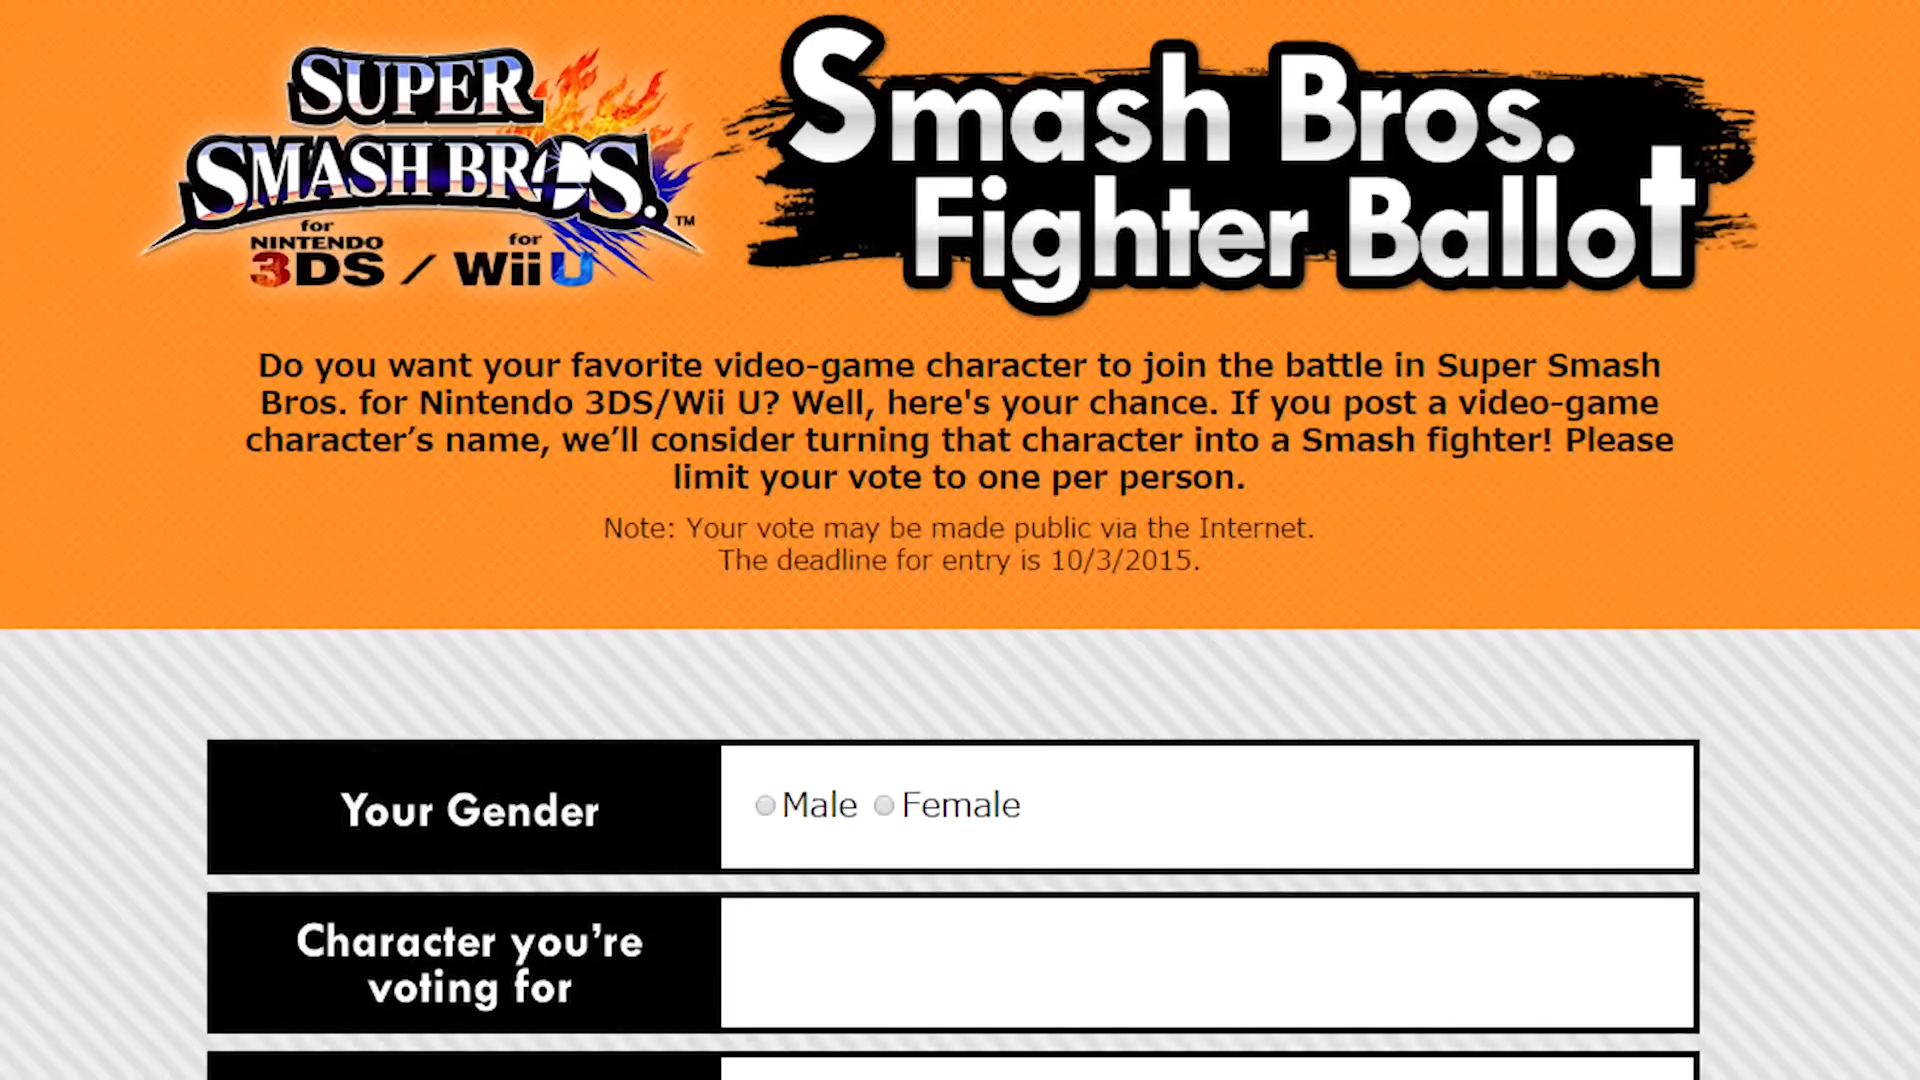 SUPER
SMASH BROS.
™
for
NINTENDO
3DS / for
Wii U
Smash Bros.
Fighter Ballot
Do you want your favorite video-game character to join the battle in Super Smash
Bros. for Nintendo 3DS/Wii U? Well, here's your chance. If you post a video-game
character’s name, we’ll consider turning that character into a Smash fighter! Please
limit your vote to one per person.
Note: Your vote may be made public via the Internet.
The deadline for entry is 10/3/2015.
Your Gender
Male Female
Character you’re
voting for